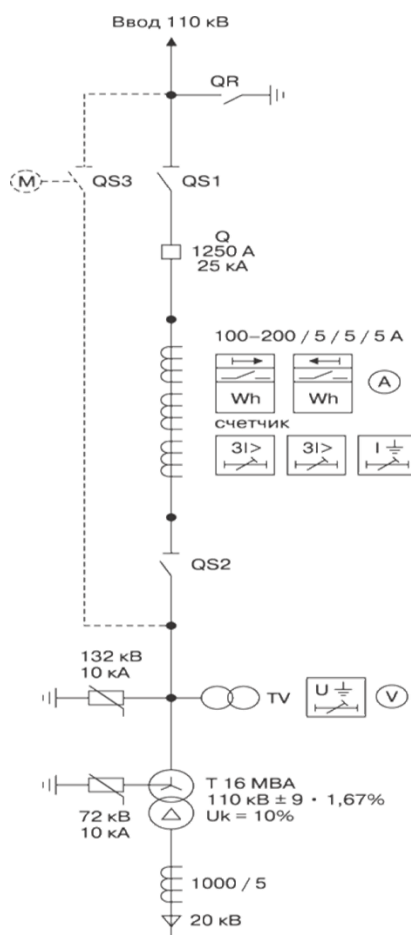 Ввод 110 кВ
QR
M
QS3
QS1
Q
1250 А
25 кА
100–200 / 5 / 5 / 5 А
Wh
Wh
A
счетчик
3I>
3I>
I
QS2
132 кВ
10 кА
TV
U
V
72 кВ
10 кА
Т 16 МВА
110 кВ ± 9 • 1,67%
Uk = 10%
1000 / 5
20 кВ